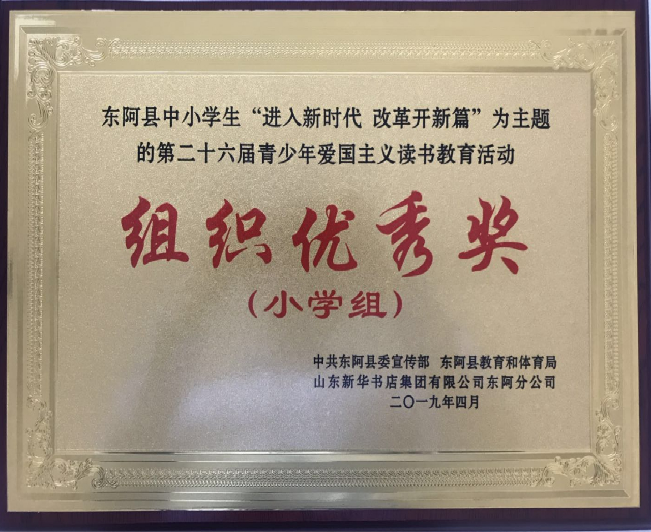 东阿县中小学生“进入新时代 改革开新篇”为主题
的第二十六届青少年爱国主义读书教育活动
组织优秀奖
（小学组）
中共东阿县委宣传部 东阿县教育和体育局
山东新华书店集团有限公司东阿分公司
二〇一九年四月